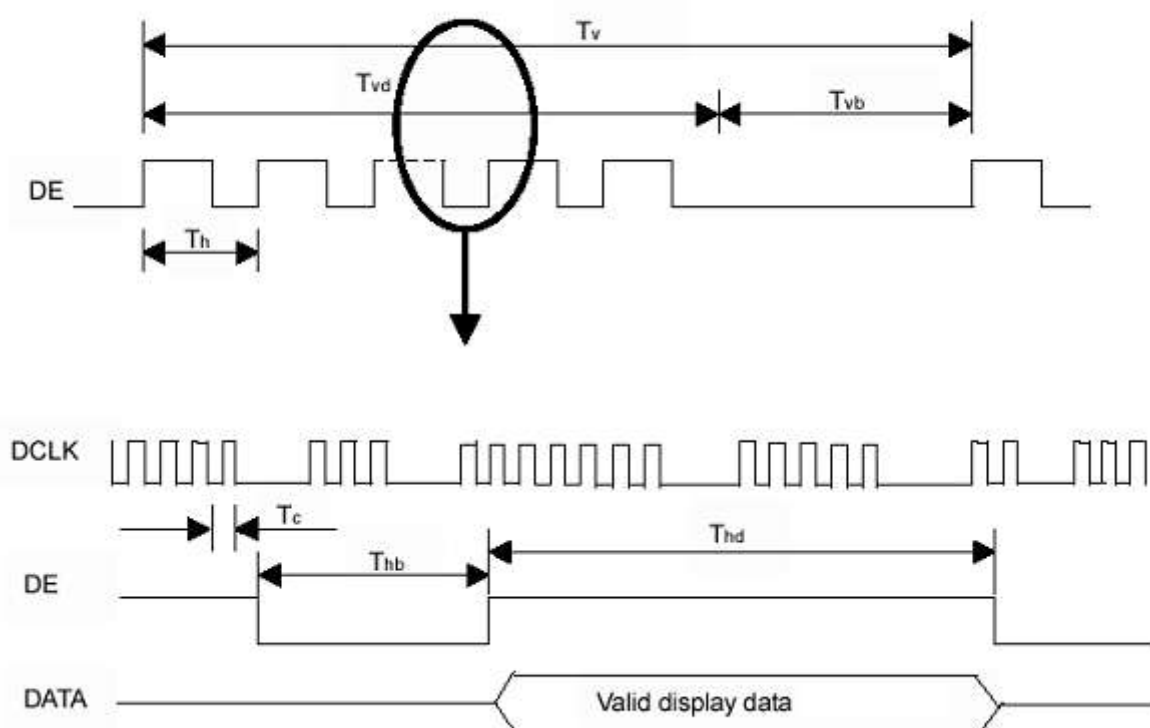 Tv
Tvd
Tvb
DE
Th
DCLK
Tc
Thd
Thb
DE
DATA
Valid display data